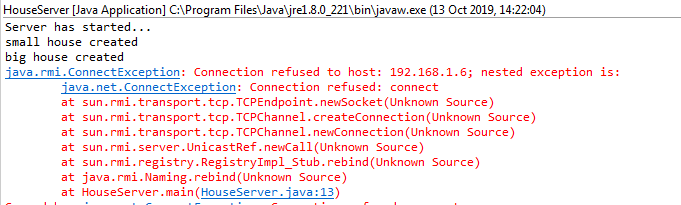 HouseServer [Java Application] C:\Program Files\Java\jre1.8.0_221\bin\javaw.exe (13 Oct 2019, 14:22:04)
Server has started...
small house created
big house created
java.rmi.ConnectException: Connection refused to host: 192.168.1.6; nested exception is:
java.net.ConnectException: Connection refused: connect
at sun.rmi.transport.tcp.TCPEndpoint.newSocket(Unknown Source)
at sun.rmi.transport.tcp.TCPChannel.createConnection(Unknown Source)
at sun.rmi.transport.tcp.TCPChannel.newConnection(Unknown Source)
at sun.rmi.server.UnicastRef.newCall(Unknown Source)
at sun.rmi.registry.RegistryImpl_Stub.rebind(Unknown Source)
at java.rmi.Naming.rebind(Unknown Source)
at HouseServer.main(HouseServer.java:13)